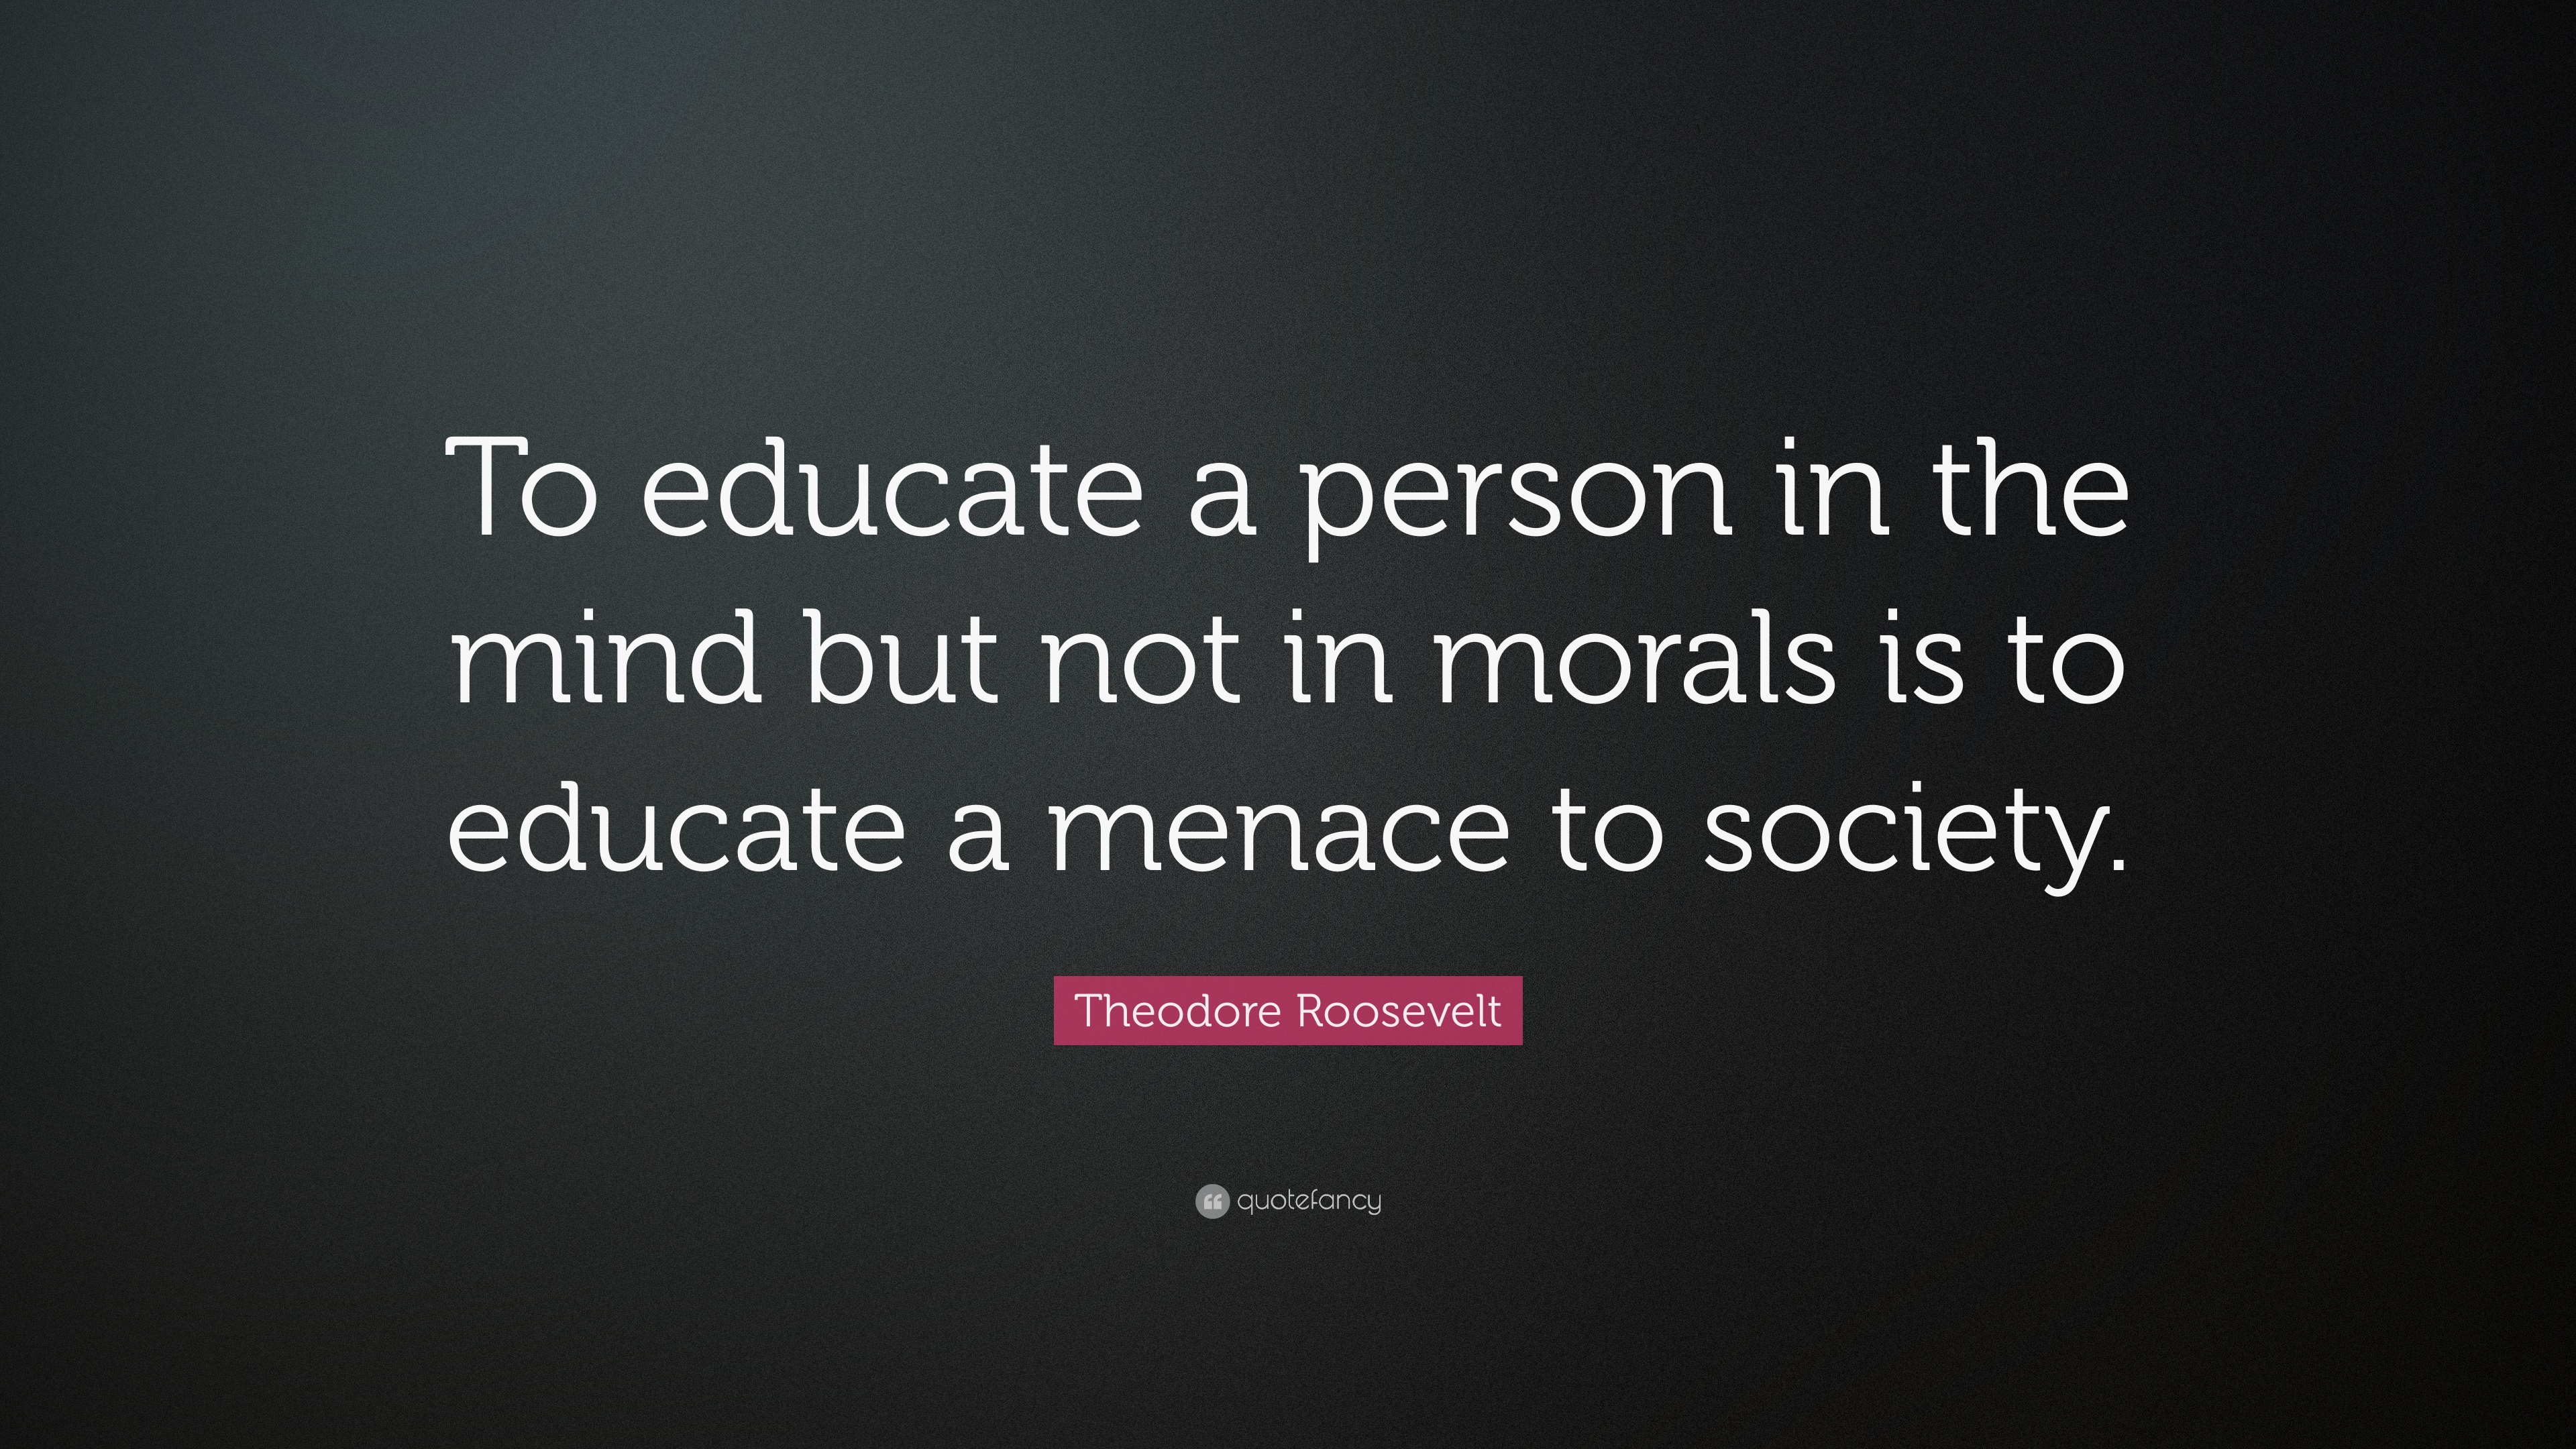 To educate a person in the
mind but not in morals is to
educate a menace to society.
Theodore Roosevelt
quotefancy